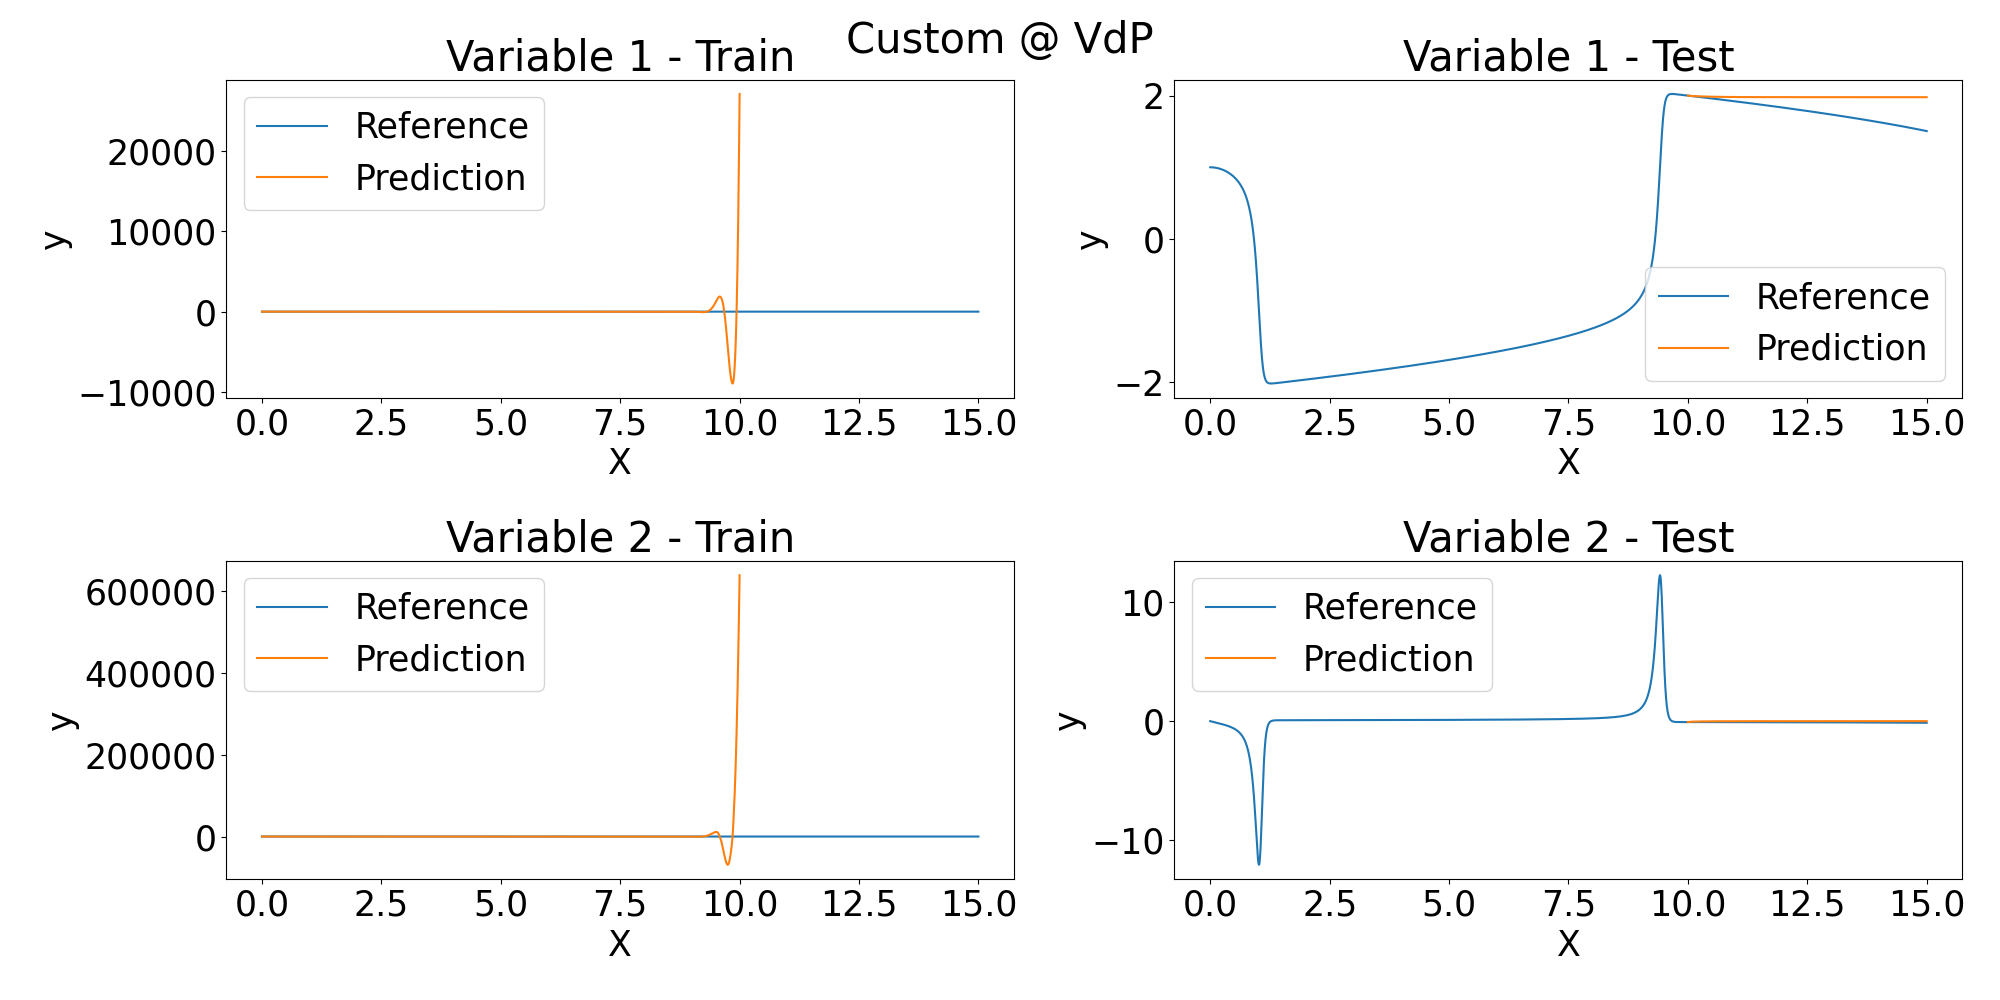 Custom @ VdP
Variable 1 - Train
Reference
Prediction
20000
10000
0
−10000
y
0.0 2.5 5.0 7.5 10.0 12.5 15.0
X
Variable 1 - Test
2
0
−2
y
Reference
Prediction
0.0 2.5 5.0 7.5 10.0 12.5 15.0
X
Variable 2 - Train
Reference
Prediction
600000
400000
200000
0
y
0.0 2.5 5.0 7.5 10.0 12.5 15.0
X
Variable 2 - Test
Reference
Prediction
10
0
−10
y
0.0 2.5 5.0 7.5 10.0 12.5 15.0
X